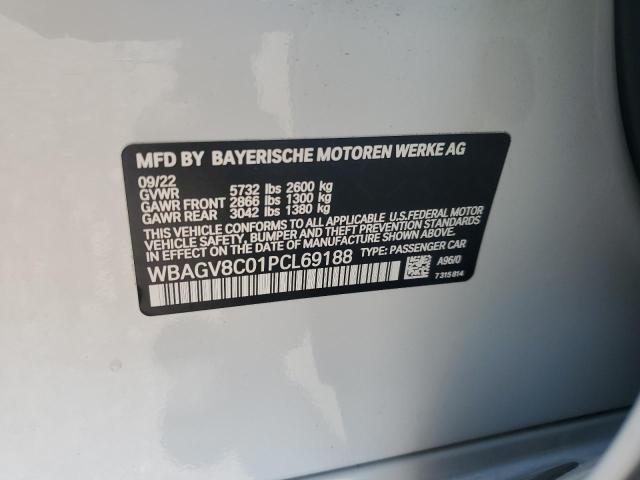 MFD BY BAYERISCHE MOTOREN WERKE AG
09/22
GVWR 5732 lbs 2600 kg
GAWR FRONT 2866 lbs 1300 kg
GAWR REAR 3042 lbs 1380 kg
THIS VEHICLE CONFORMS TO ALL APPLICABLE U.S.FEDERAL MOTOR
VEHICLE SAFETY, BUMPER, AND THEFT PREVENTION STANDARDS
IN EFFECT ON THE DATE OF MANUFACTURE SHOWN ABOVE.
WBAGV8C01PCL69188 TYPE: PASSENGER CAR
A96/0
7315814